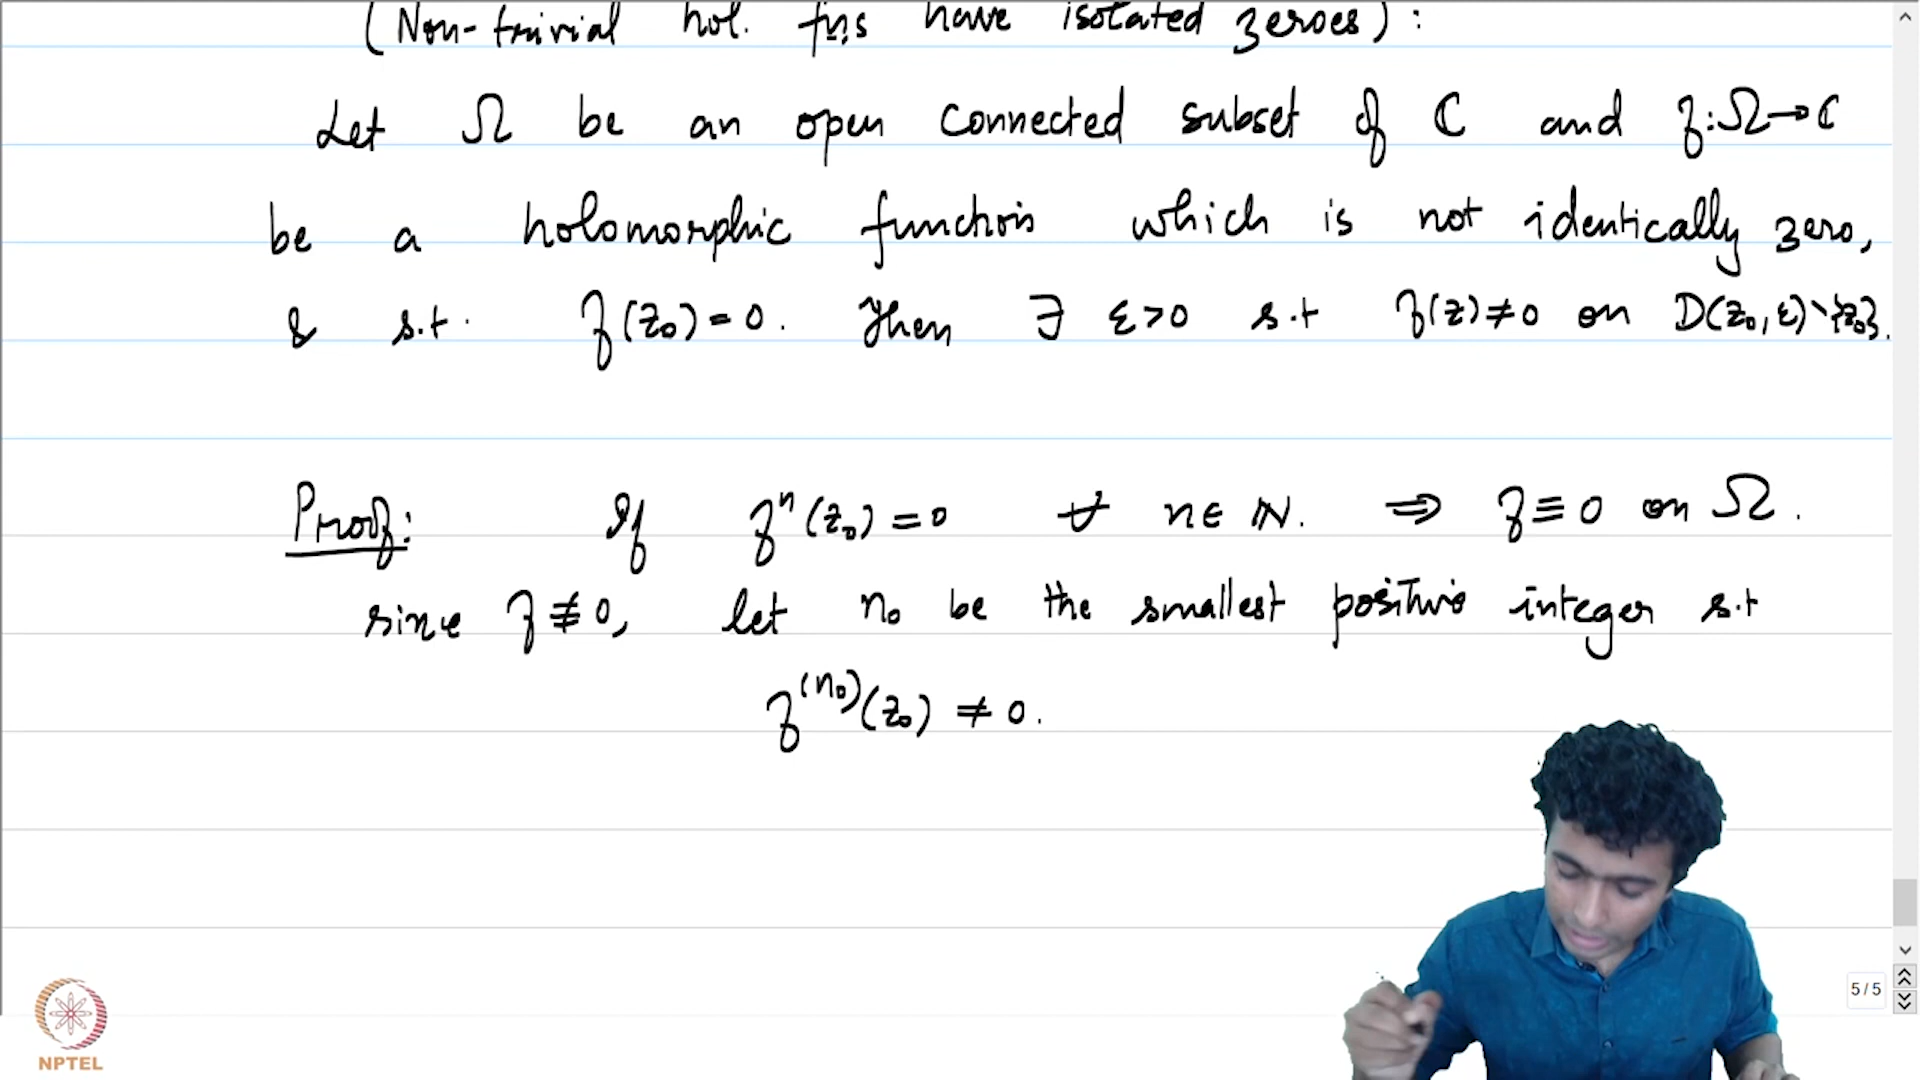 (Non-trivial hol. fns have isolated zeroes) :
Let Ω be an open connected subset of ℂ and f:Ω→ℂ
be a holomorphic function which is not identically zero,
& s.t. f(z₀)=0. Then ∃ ε>0 s.t f(z)≠0 on D(z₀,ε)\{z₀}.
Proof: If fⁿ(z₀)=0 ∀ n∈ℕ. ⇒ f≡0 on Ω.
since f≢0, let n₀ be the smallest positive integer s.t
f^(n₀)(z₀) ≠ 0.
5/5
NPTEL